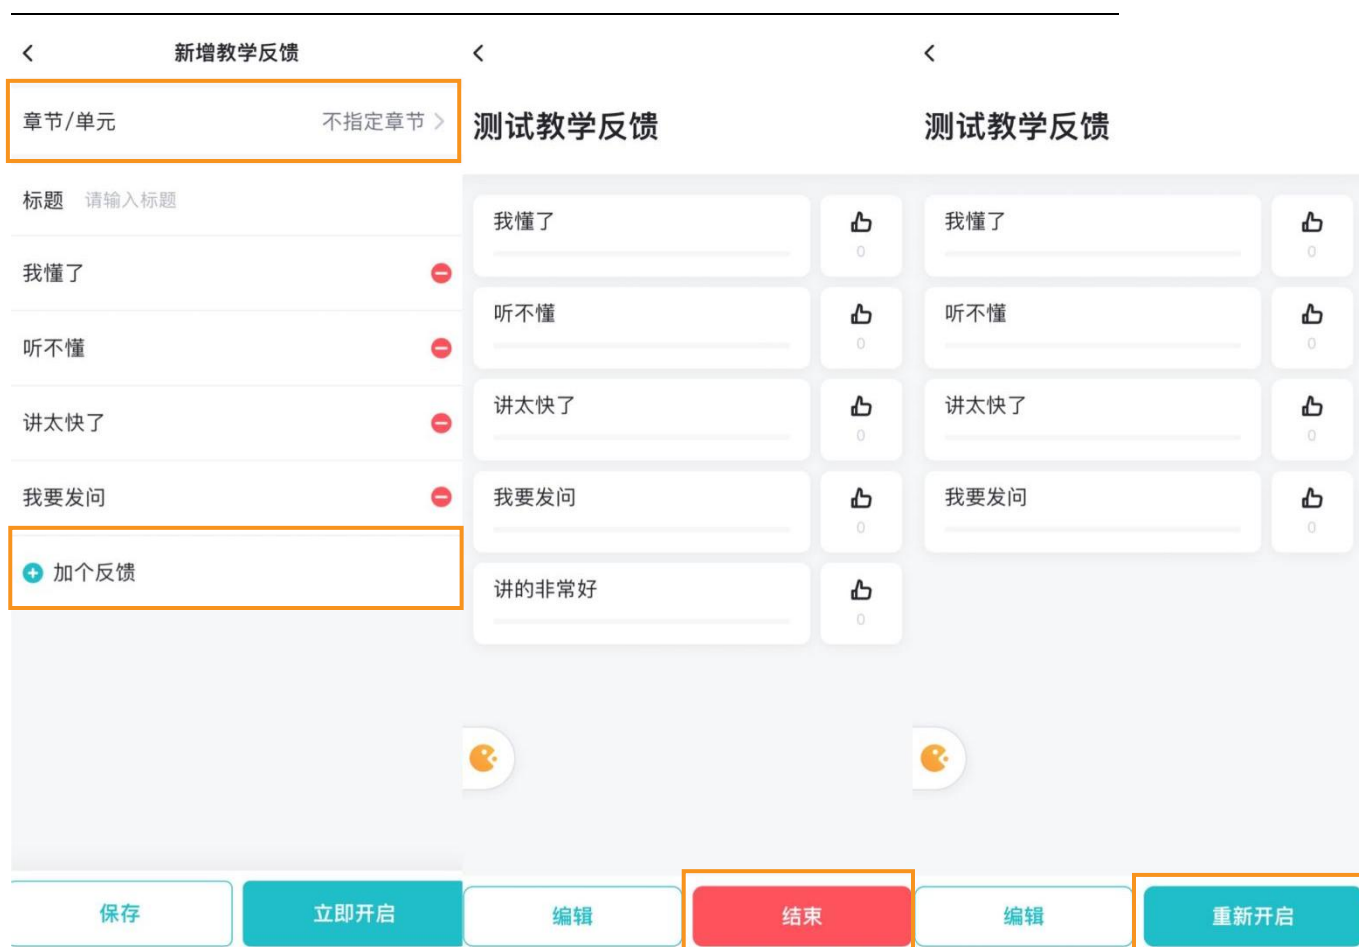 新增教学反馈
章节/单元 不指定章节
标题 请输入标题
我懂了
听不懂
讲太快了
我要发问
加个反馈
保存 立即开启
测试教学反馈
我懂了
0
听不懂
0
讲太快了
0
我要发问
0
讲的非常好
0
编辑 结束
测试教学反馈
我懂了
0
听不懂
0
讲太快了
0
我要发问
0
编辑 重新开启